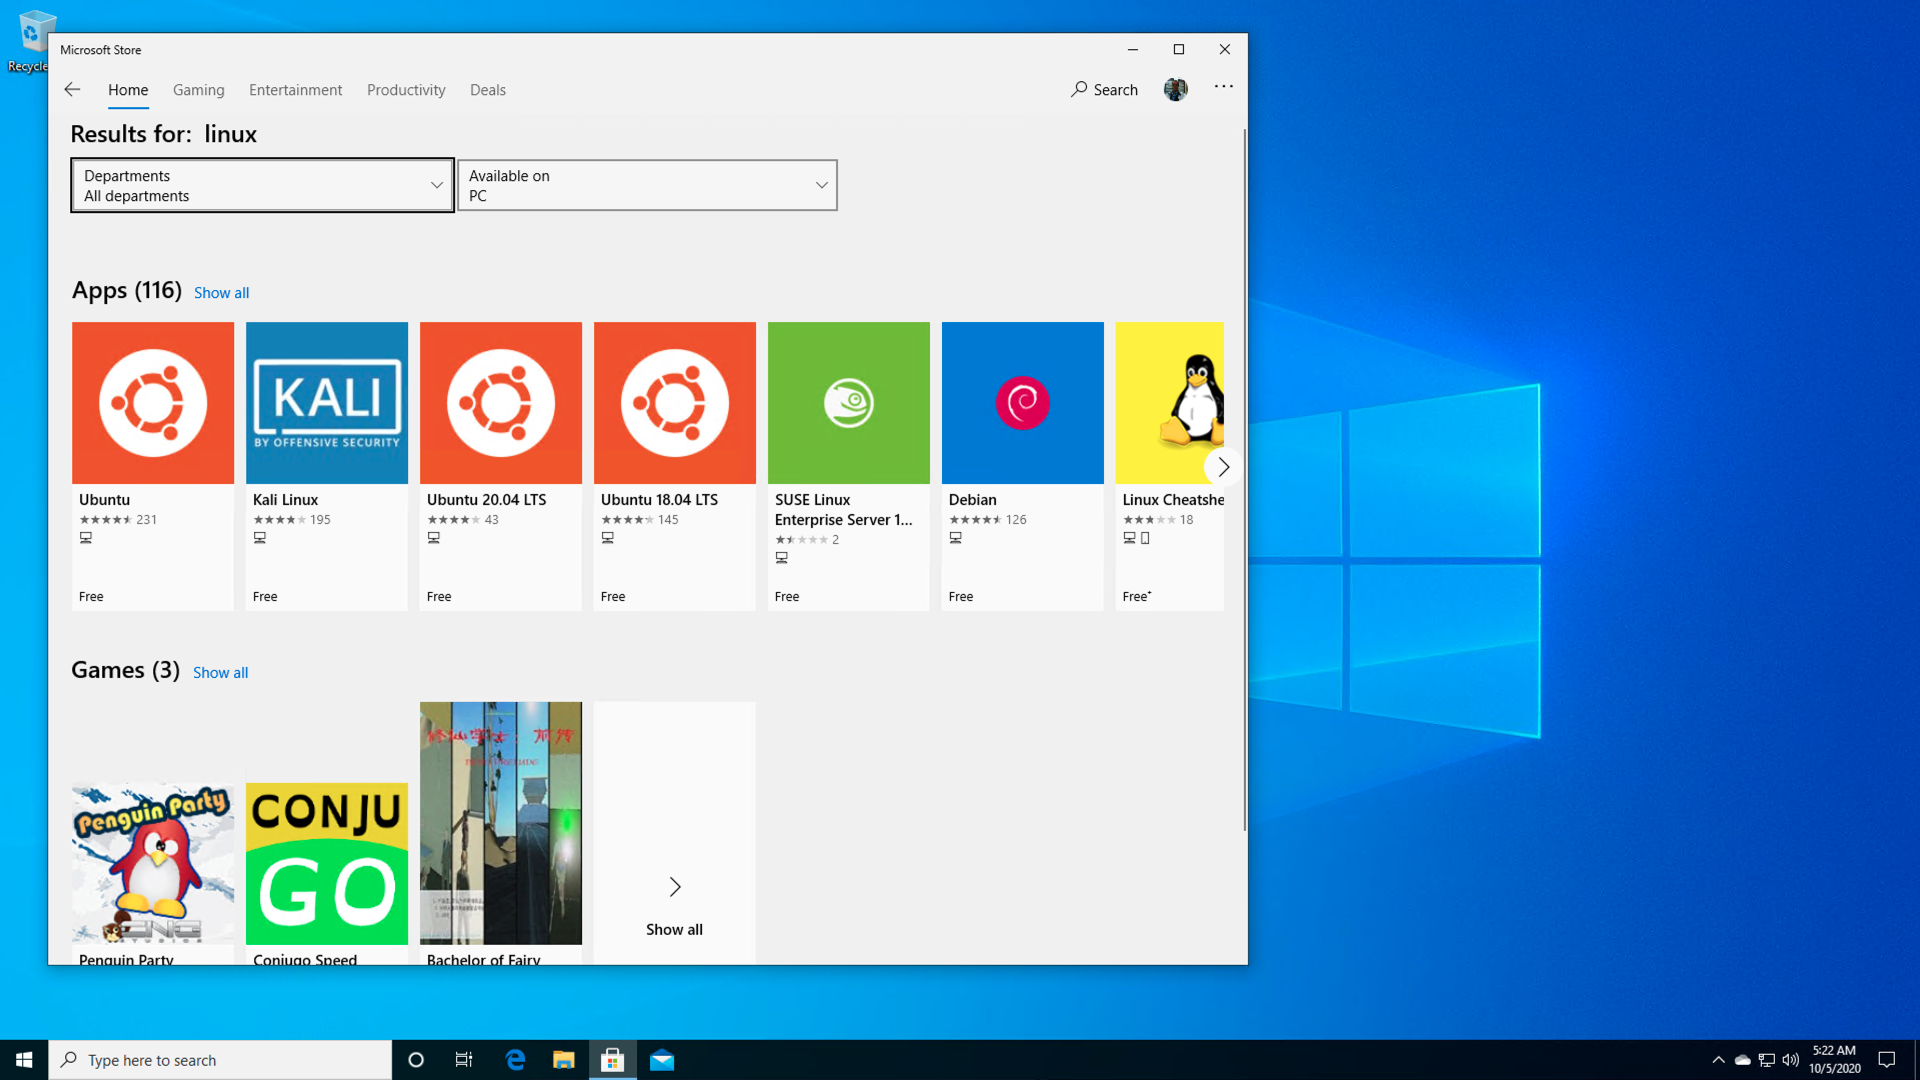 Recycle
Microsoft Store
Home Gaming Entertainment Productivity Deals
Search
Results for: linux
Departments
All departments
Available on
PC
Apps (116) Show all
KALI
BY OFFENSIVE SECURITY
Ubuntu
231
Free
Kali Linux
195
Free
Ubuntu 20.04 LTS
43
Free
Ubuntu 18.04 LTS
145
Free
SUSE Linux
Enterprise Server 1...
2
Free
Debian
126
Free
Linux Cheatshe
18
Free+
Games (3) Show all
Penguin Party
Penguin Party
CONJU
GO
Conjugo Speed
Bachelor of Fairy
Show all
Type here to search
5:22 AM
10/5/2020